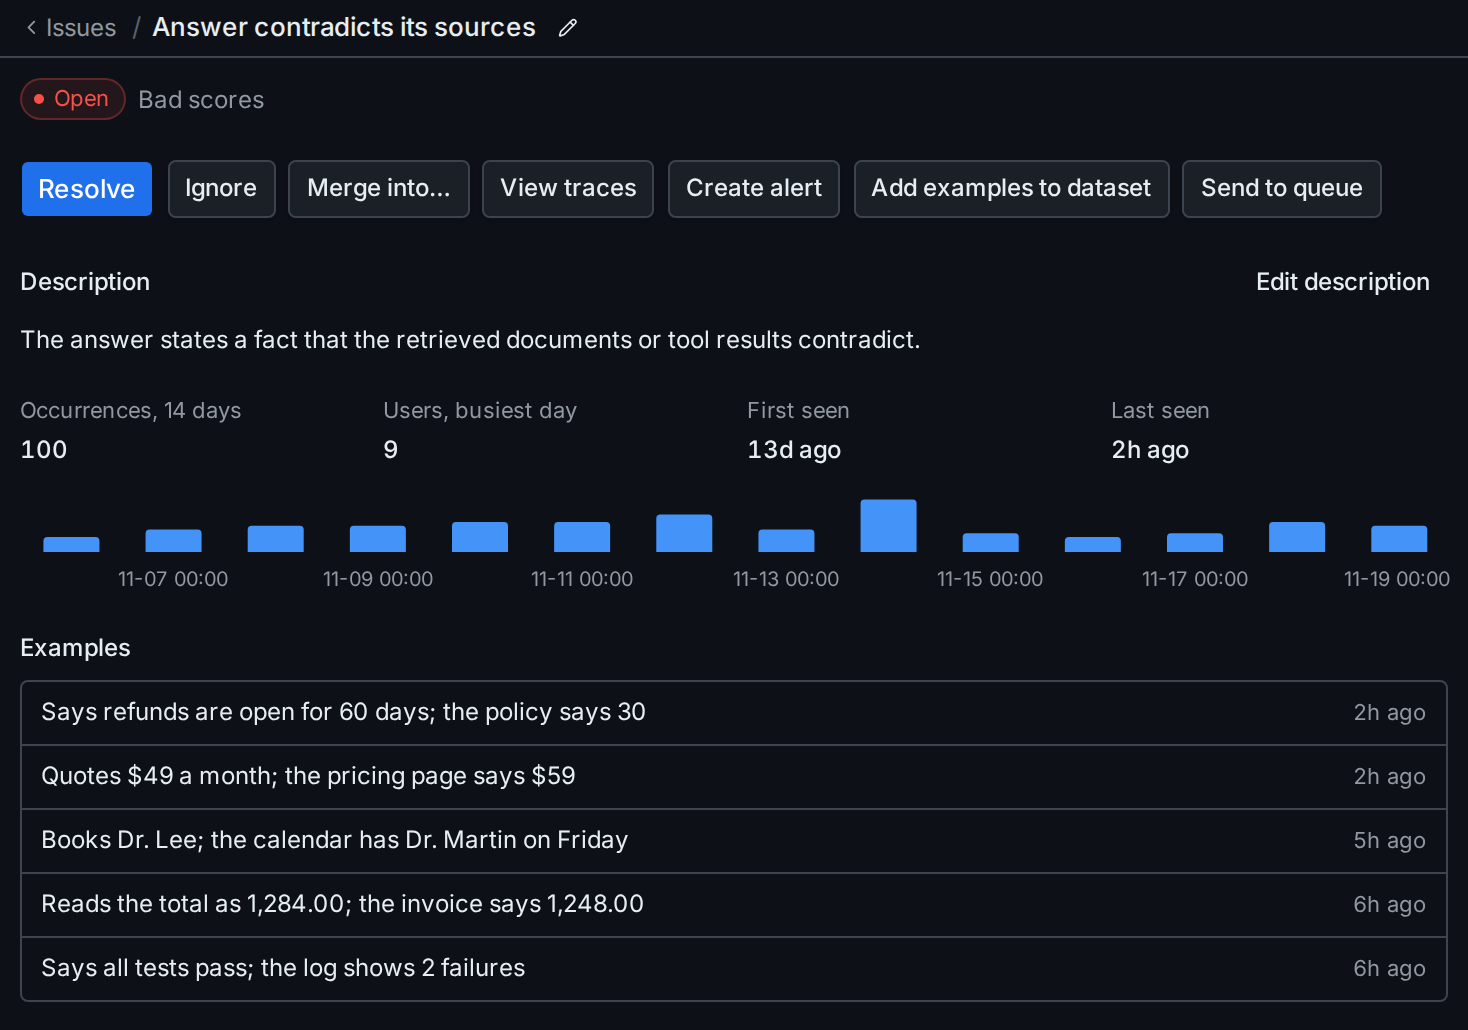 Issues / Answer contradicts its sources
Open Bad scores
Resolve Ignore Merge into... View traces Create alert Add examples to dataset Send to queue
Description Edit description
The answer states a fact that the retrieved documents or tool results contradict.
Occurrences, 14 days Users, busiest day First seen Last seen
100 9 13d ago 2h ago
11-07 00:00 11-09 00:00 11-11 00:00 11-13 00:00 11-15 00:00 11-17 00:00 11-19 00:00
Examples
Says refunds are open for 60 days; the policy says 30 2h ago
Quotes $49 a month; the pricing page says $59 2h ago
Books Dr. Lee; the calendar has Dr. Martin on Friday 5h ago
Reads the total as 1,284.00; the invoice says 1,248.00 6h ago
Says all tests pass; the log shows 2 failures 6h ago